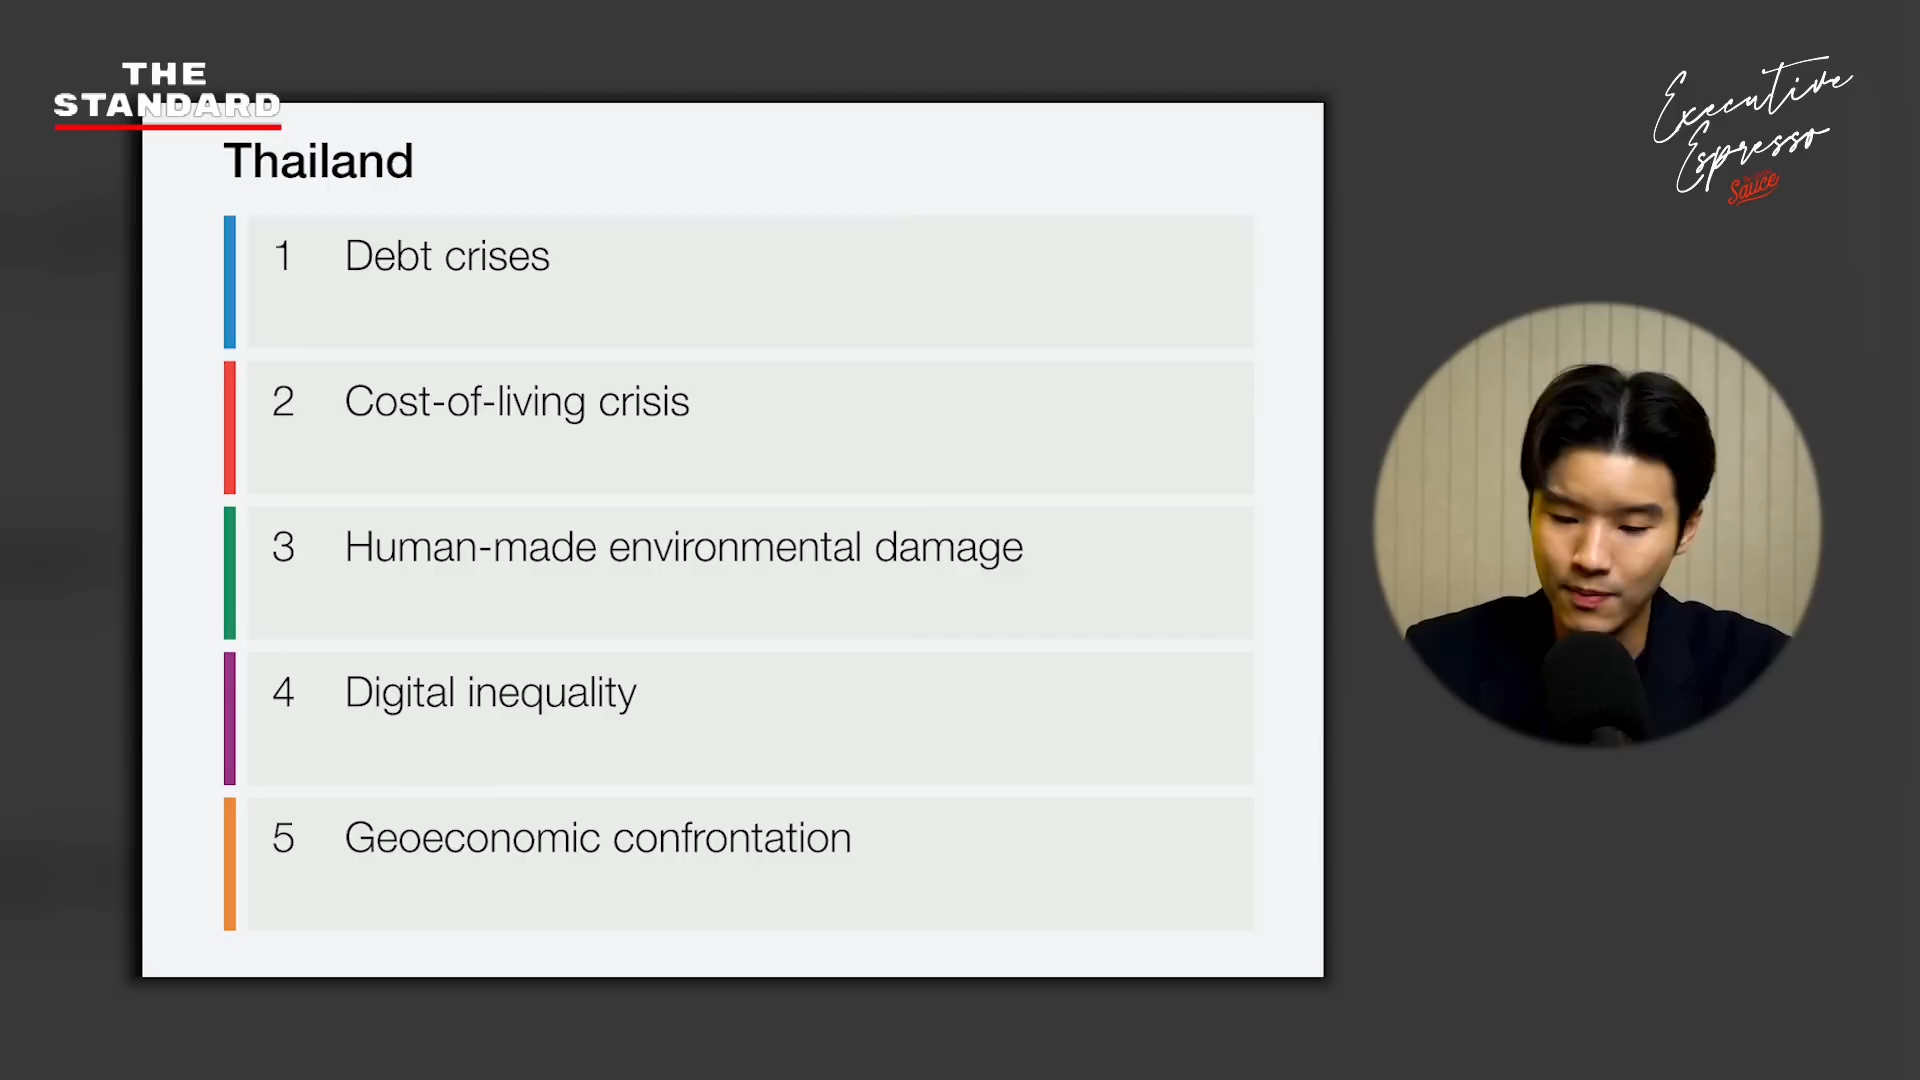 THE
STANDARD
Executive
Espresso
Sauce
Thailand
1 Debt crises
2 Cost-of-living crisis
3 Human-made environmental damage
4 Digital inequality
5 Geoeconomic confrontation